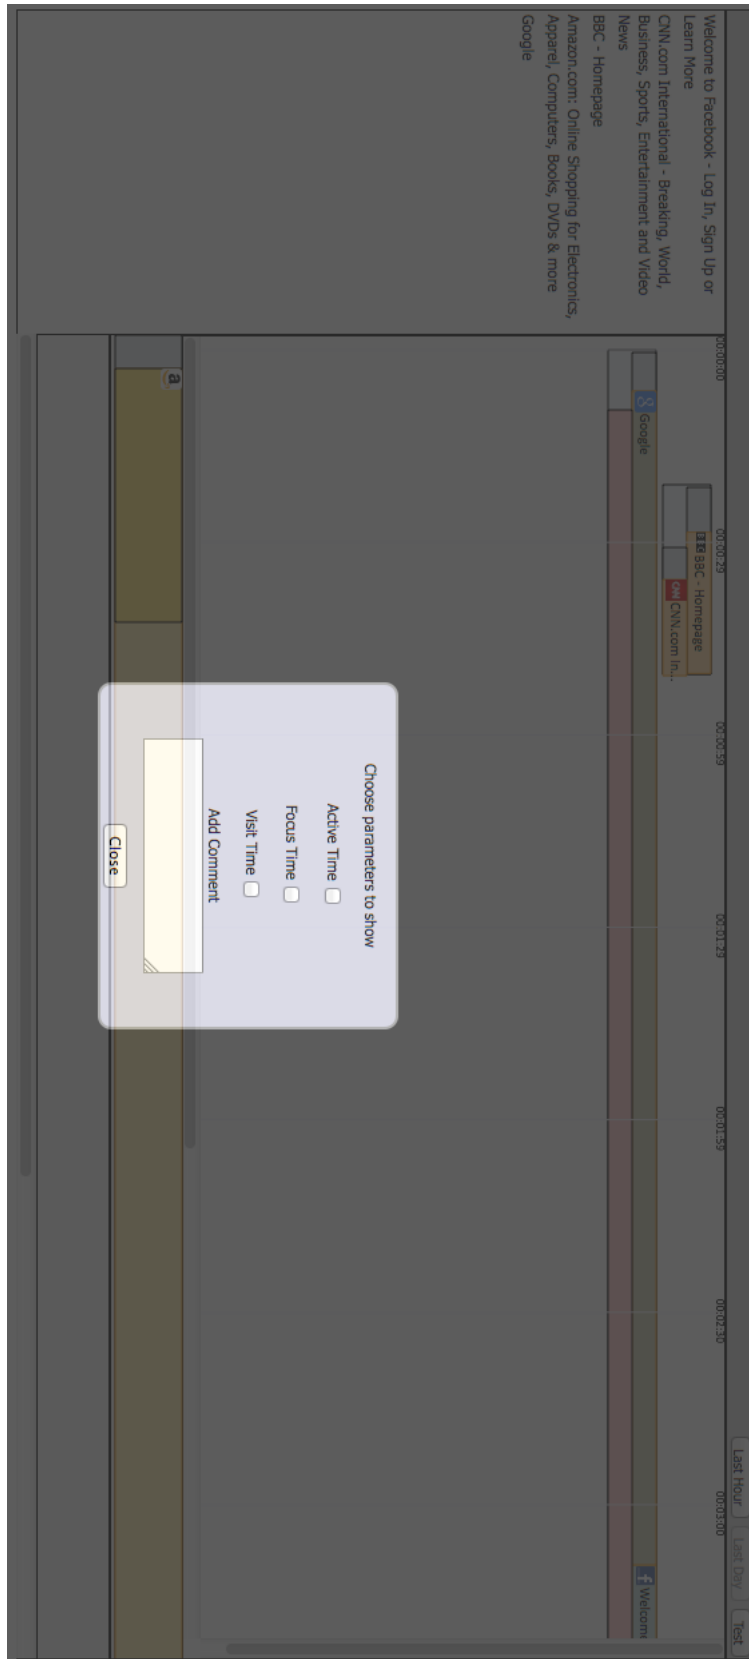 Last Hour
Last Day
Test
00:00:00
00:00:29
00:00:59
00:01:29
00:01:59
00:02:30
00:03:00
Welcome to Facebook - Log In, Sign Up or
Learn More
CNN.com International - Breaking, World,
Business, Sports, Entertainment and Video
News
BBC - Homepage
Amazon.com: Online Shopping for Electronics,
Apparel, Computers, Books, DVDs & more
Google
BBC - Homepage
CNN CNN.com In...
Google
Welcome
a
Choose parameters to show
Active Time
Focus Time
Visit Time
Add Comment
Close